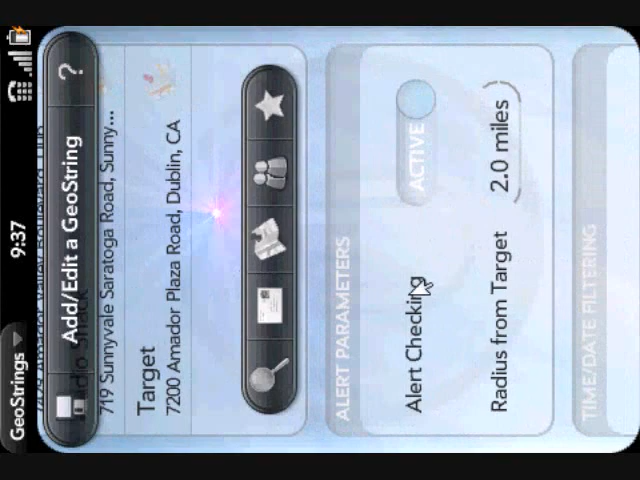 GeoStrings
9:37
Add/Edit a GeoString
?
719 Sunnyvale Saratoga Road, Sunny...
Target
7200 Amador Plaza Road, Dublin, CA
ALERT PARAMETERS
Alert Checking
ACTIVE
Radius from Target
2.0 miles
TIME/DATE FILTERING